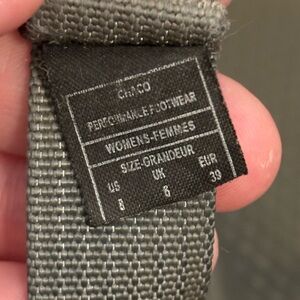 CHACO
PERFORMANCE FOOTWEAR
WOMENS-FEMMES
SIZE-GRANDEUR
US UK EUR
8 6 39